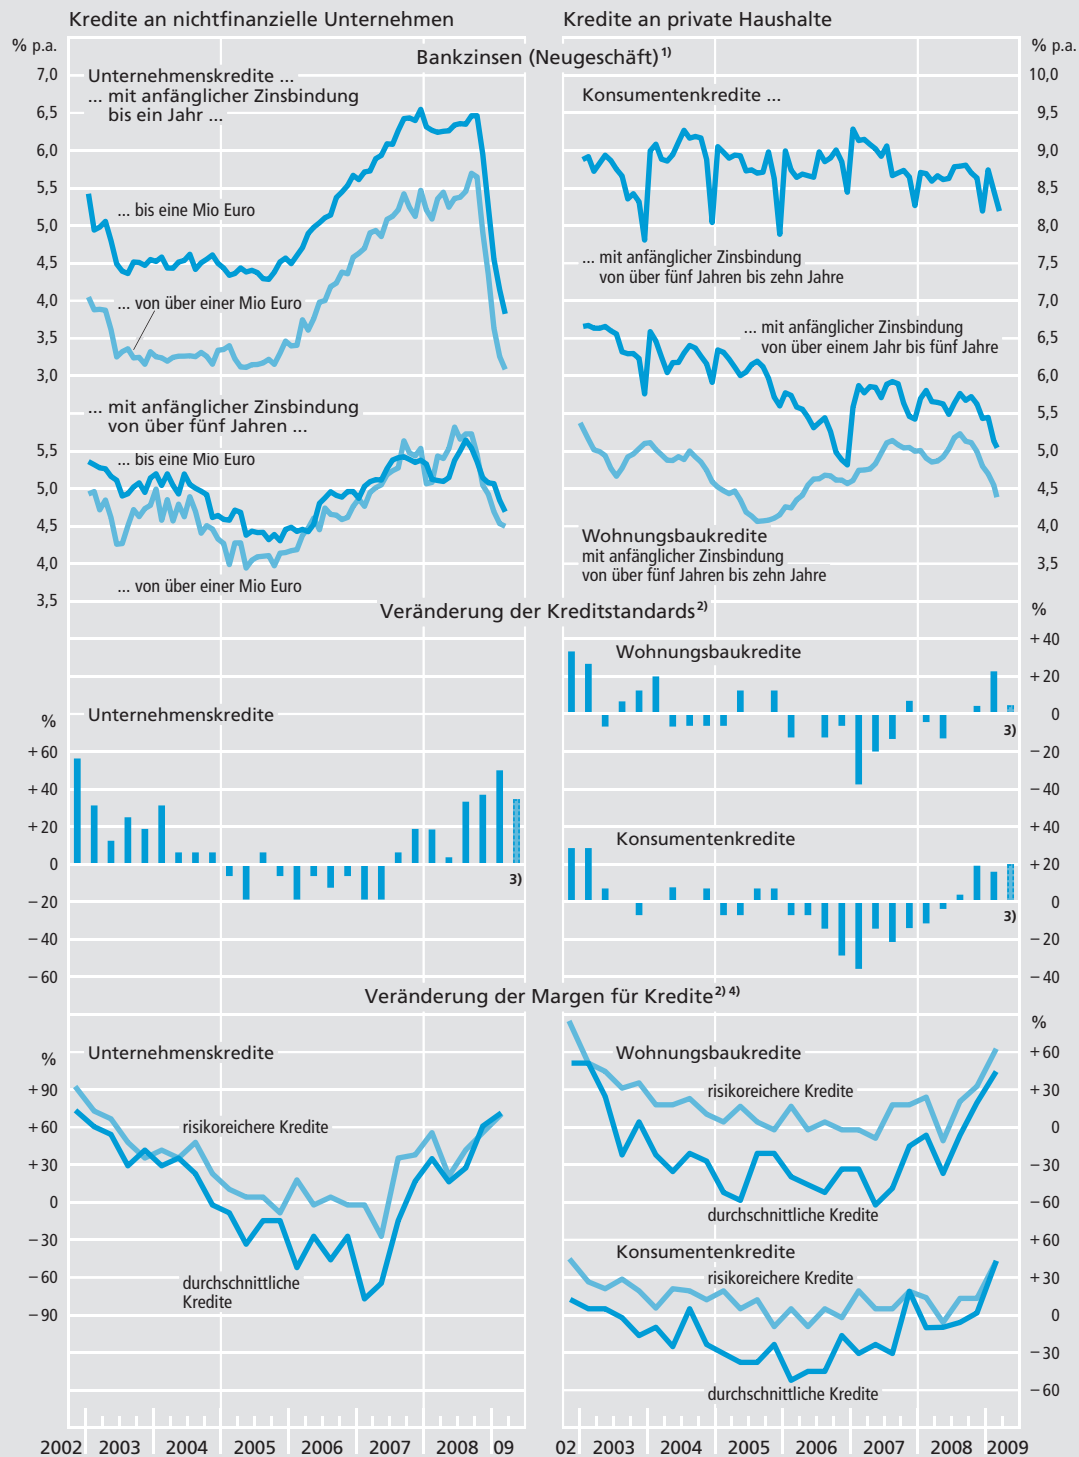 Kredite an nichtfinanzielle Unternehmen
Kredite an private Haushalte
% p.a.
Bankzinsen (Neugeschäft) 1)
% p.a.
7,0
6,5
6,0
5,5
5,0
4,5
4,0
3,5
3,0
5,5
5,0
4,5
4,0
3,5
Unternehmenskredite ...
... mit anfänglicher Zinsbindung
bis ein Jahr ...
... bis eine Mio Euro
... von über einer Mio Euro
... mit anfänglicher Zinsbindung
von über fünf Jahren ...
... bis eine Mio Euro
... von über einer Mio Euro
10,0
9,5
9,0
8,5
8,0
7,5
7,0
6,5
6,0
5,5
5,0
4,5
4,0
3,5
Konsumentenkredite ...
... mit anfänglicher Zinsbindung
von über fünf Jahren bis zehn Jahre
... mit anfänglicher Zinsbindung
von über einem Jahr bis fünf Jahre
Wohnungsbaukredite
mit anfänglicher Zinsbindung
von über fünf Jahren bis zehn Jahre
Veränderung der Kreditstandards 2)
%
Unternehmenskredite
+ 60
+ 40
+ 20
0
− 20
− 40
− 60
3)
%
Wohnungsbaukredite
+ 40
+ 20
0
− 20
− 40
3)
Konsumentenkredite
+ 40
+ 20
0
− 20
− 40
3)
Veränderung der Margen für Kredite 2) 4)
%
Unternehmenskredite
+ 90
+ 60
+ 30
0
− 30
− 60
− 90
risikoreichere Kredite
durchschnittliche
Kredite
%
Wohnungsbaukredite
+ 60
+ 30
0
− 30
− 60
risikoreichere Kredite
durchschnittliche Kredite
Konsumentenkredite
+ 60
+ 30
0
− 30
− 60
risikoreichere Kredite
durchschnittliche Kredite
2002 2003 2004 2005 2006 2007 2008 09
02 2003 2004 2005 2006 2007 2008 2009